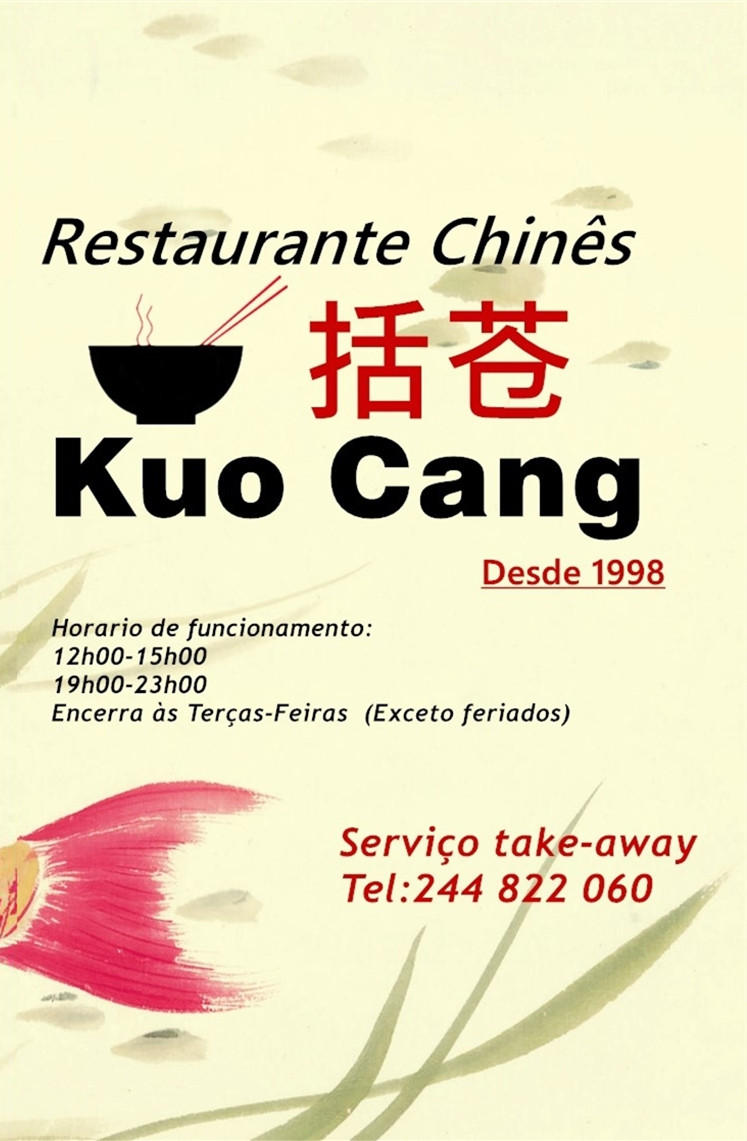 Restaurante Chinês
括苍
Kuo Cang
Desde 1998
Horario de funcionamento:
12h00-15h00
19h00-23h00
Encerra às Terças-Feiras (Exceto feriados)
Serviço take-away
Tel:244 822 060